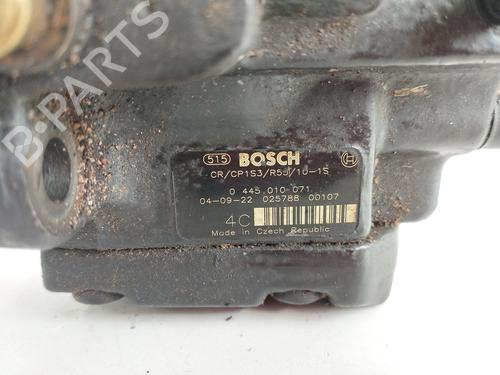 B-PARTS
515 BOSCH
CR/CP1S3/R55/10-1S
0 445 010 071
04-09-22 025788 00107
4C
Made in Czech Republic